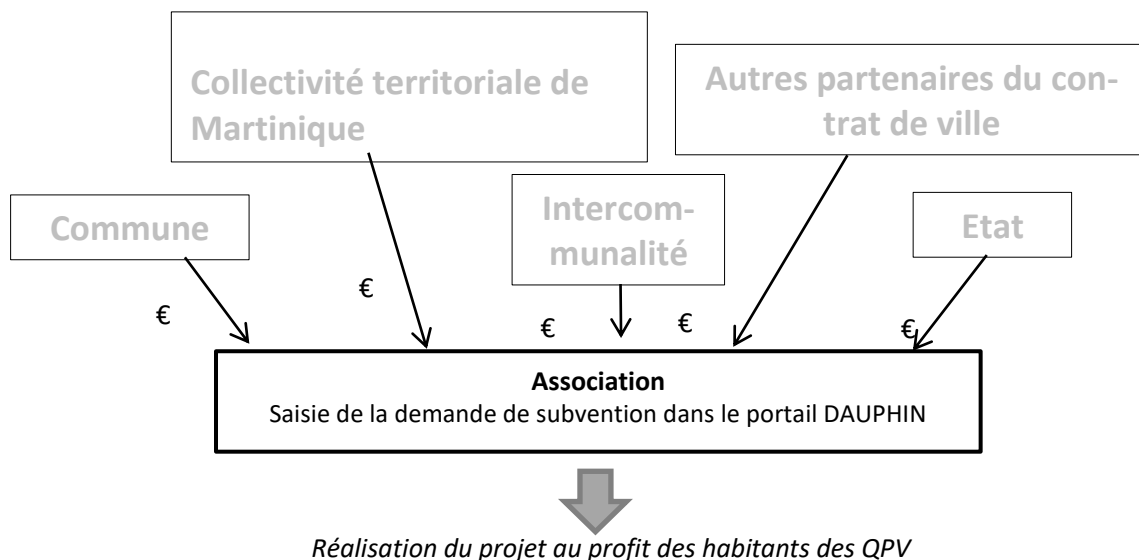 Collectivité territoriale de
Martinique
Autres partenaires du con-
trat de ville
Commune
Intercom-
munalité
Etat
€
€
€
€
€
Association
Saisie de la demande de subvention dans le portail DAUPHIN
Réalisation du projet au profit des habitants des QPV